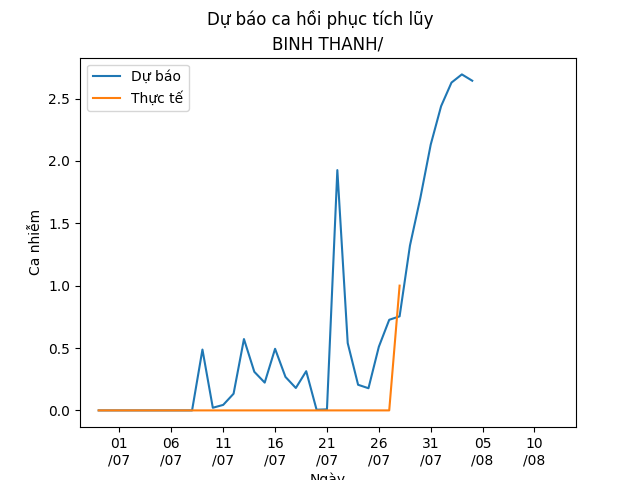 Dự báo ca hồi phục tích lũy
BINH THANH/
Dự báo
Thực tế
Ca nhiễm
2.5
2.0
1.5
1.0
0.5
0.0
01 06 11 16 21 26 31 05 10
/07 /07 /07 /07 /07 /07 /07 /08 /08
Ngày